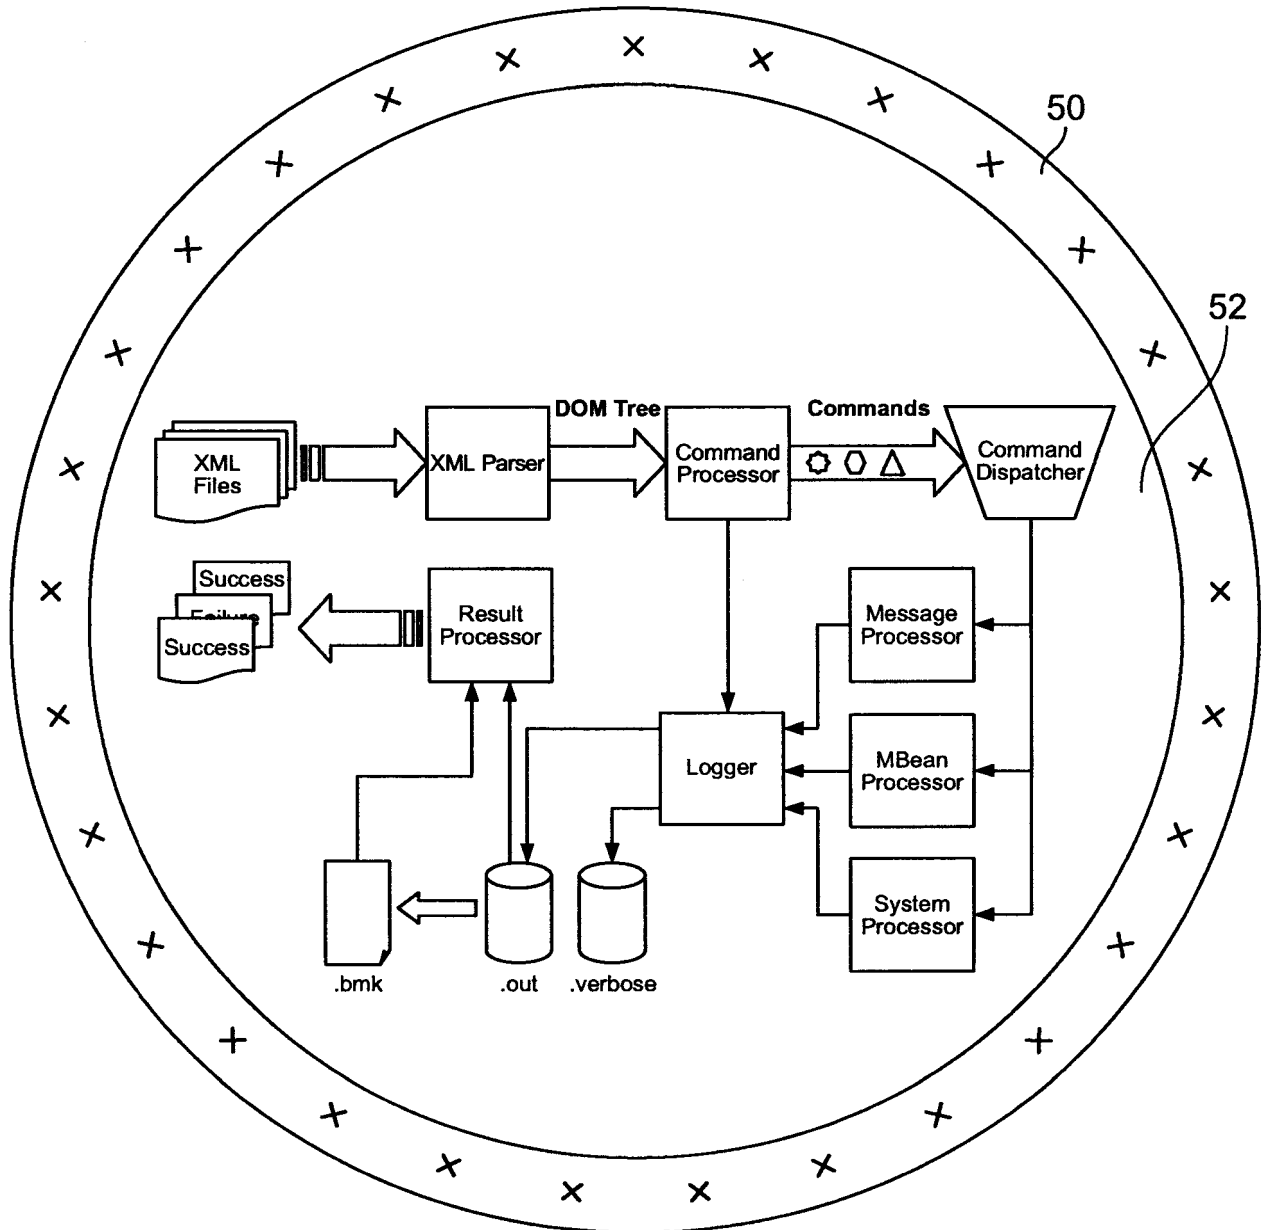 50
52
DOM Tree
Commands
XML
Files
XML Parser
Command
Processor
Command
Dispatcher
Success
Failure
Success
Result
Processor
Message
Processor
Logger
MBean
Processor
System
Processor
.bmk
.out
.verbose